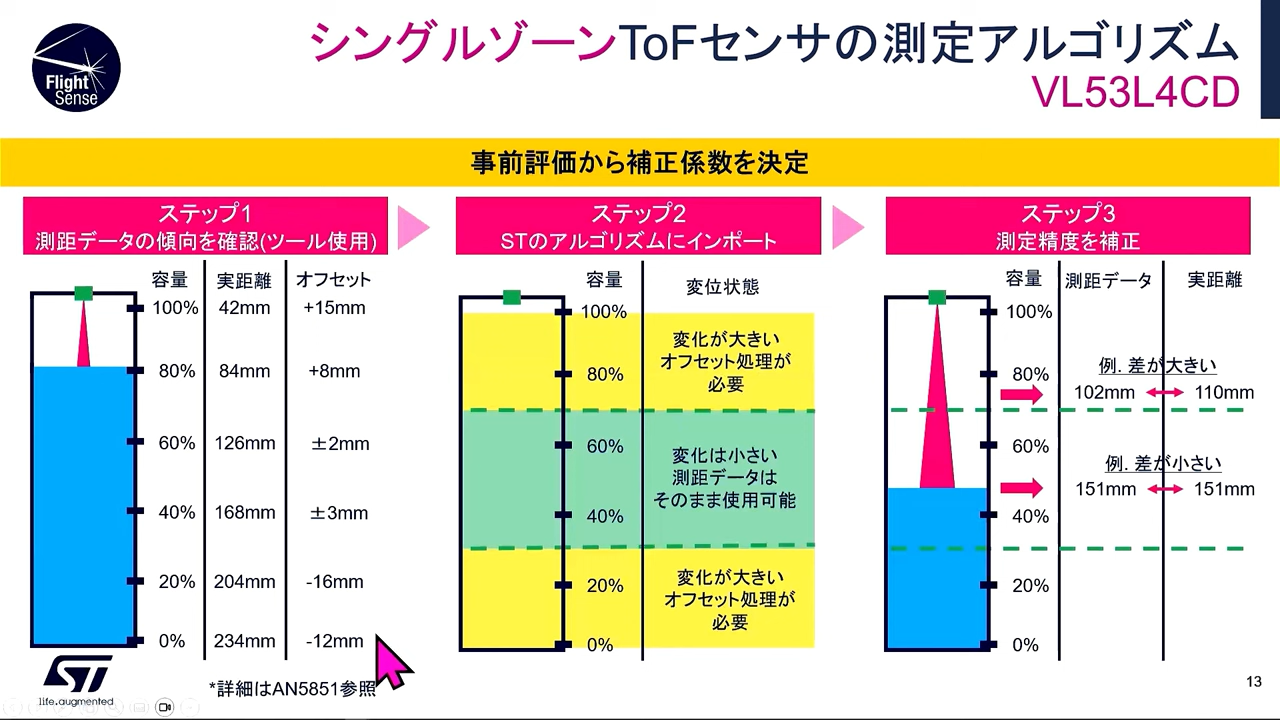 Flight
Sense
シングルゾーンToFセンサの測定アルゴリズム
VL53L4CD
事前評価から補正係数を決定
ステップ1
測距データの傾向を確認(ツール使用)
容量 実距離 オフセット
100% 42mm +15mm
80% 84mm +8mm
60% 126mm ±2mm
40% 168mm ±3mm
20% 204mm -16mm
0% 234mm -12mm
ステップ2
STのアルゴリズムにインポート
容量 変位状態
100%
80%
60%
40%
20%
0%
変化が大きい
オフセット処理が
必要
変化は小さい
測距データは
そのまま使用可能
変化が大きい
オフセット処理が
必要
ステップ3
測定精度を補正
容量 測距データ 実距離
100%
80%
60%
40%
20%
0%
例. 差が大きい
102mm 110mm
例. 差が小さい
151mm 151mm
ST
life.augmented
*詳細はAN5851参照
13